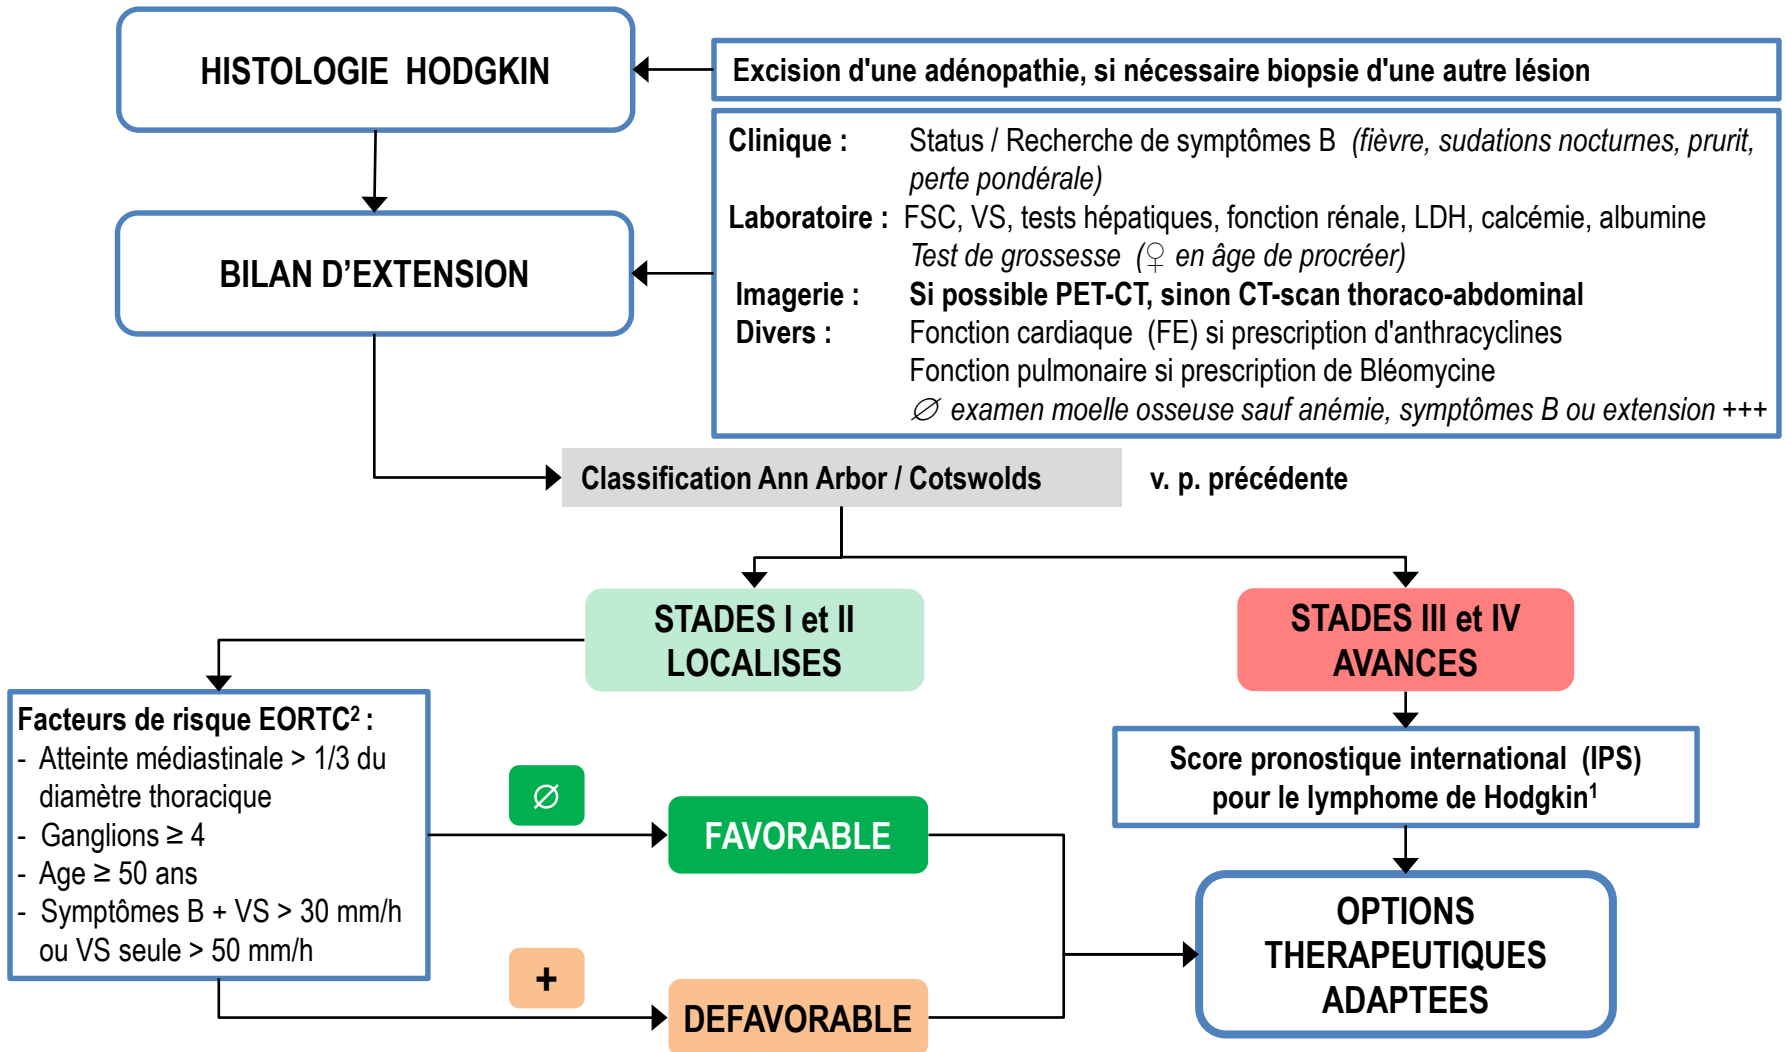 HISTOLOGIE HODGKIN
Excision d'une adénopathie, si nécessaire biopsie d'une autre lésion
Clinique : Status / Recherche de symptômes B (fièvre, sudations nocturnes, prurit,
perte pondérale)
Laboratoire : FSC, VS, tests hépatiques, fonction rénale, LDH, calcémie, albumine
Test de grossesse (♀ en âge de procréer)
Imagerie : Si possible PET-CT, sinon CT-scan thoraco-abdominal
Divers : Fonction cardiaque (FE) si prescription d'anthracyclines
Fonction pulmonaire si prescription de Bléomycine
∅ examen moelle osseuse sauf anémie, symptômes B ou extension +++
BILAN D’EXTENSION
Classification Ann Arbor / Cotswolds v. p. précédente
STADES I et II
LOCALISES
STADES III et IV
AVANCES
Facteurs de risque EORTC² :
- Atteinte médiastinale > 1/3 du
diamètre thoracique
- Ganglions ≥ 4
- Age ≥ 50 ans
- Symptômes B + VS > 30 mm/h
ou VS seule > 50 mm/h
∅
FAVORABLE
+
DEFAVORABLE
Score pronostique international (IPS)
pour le lymphome de Hodgkin¹
OPTIONS
THERAPEUTIQUES
ADAPTEES